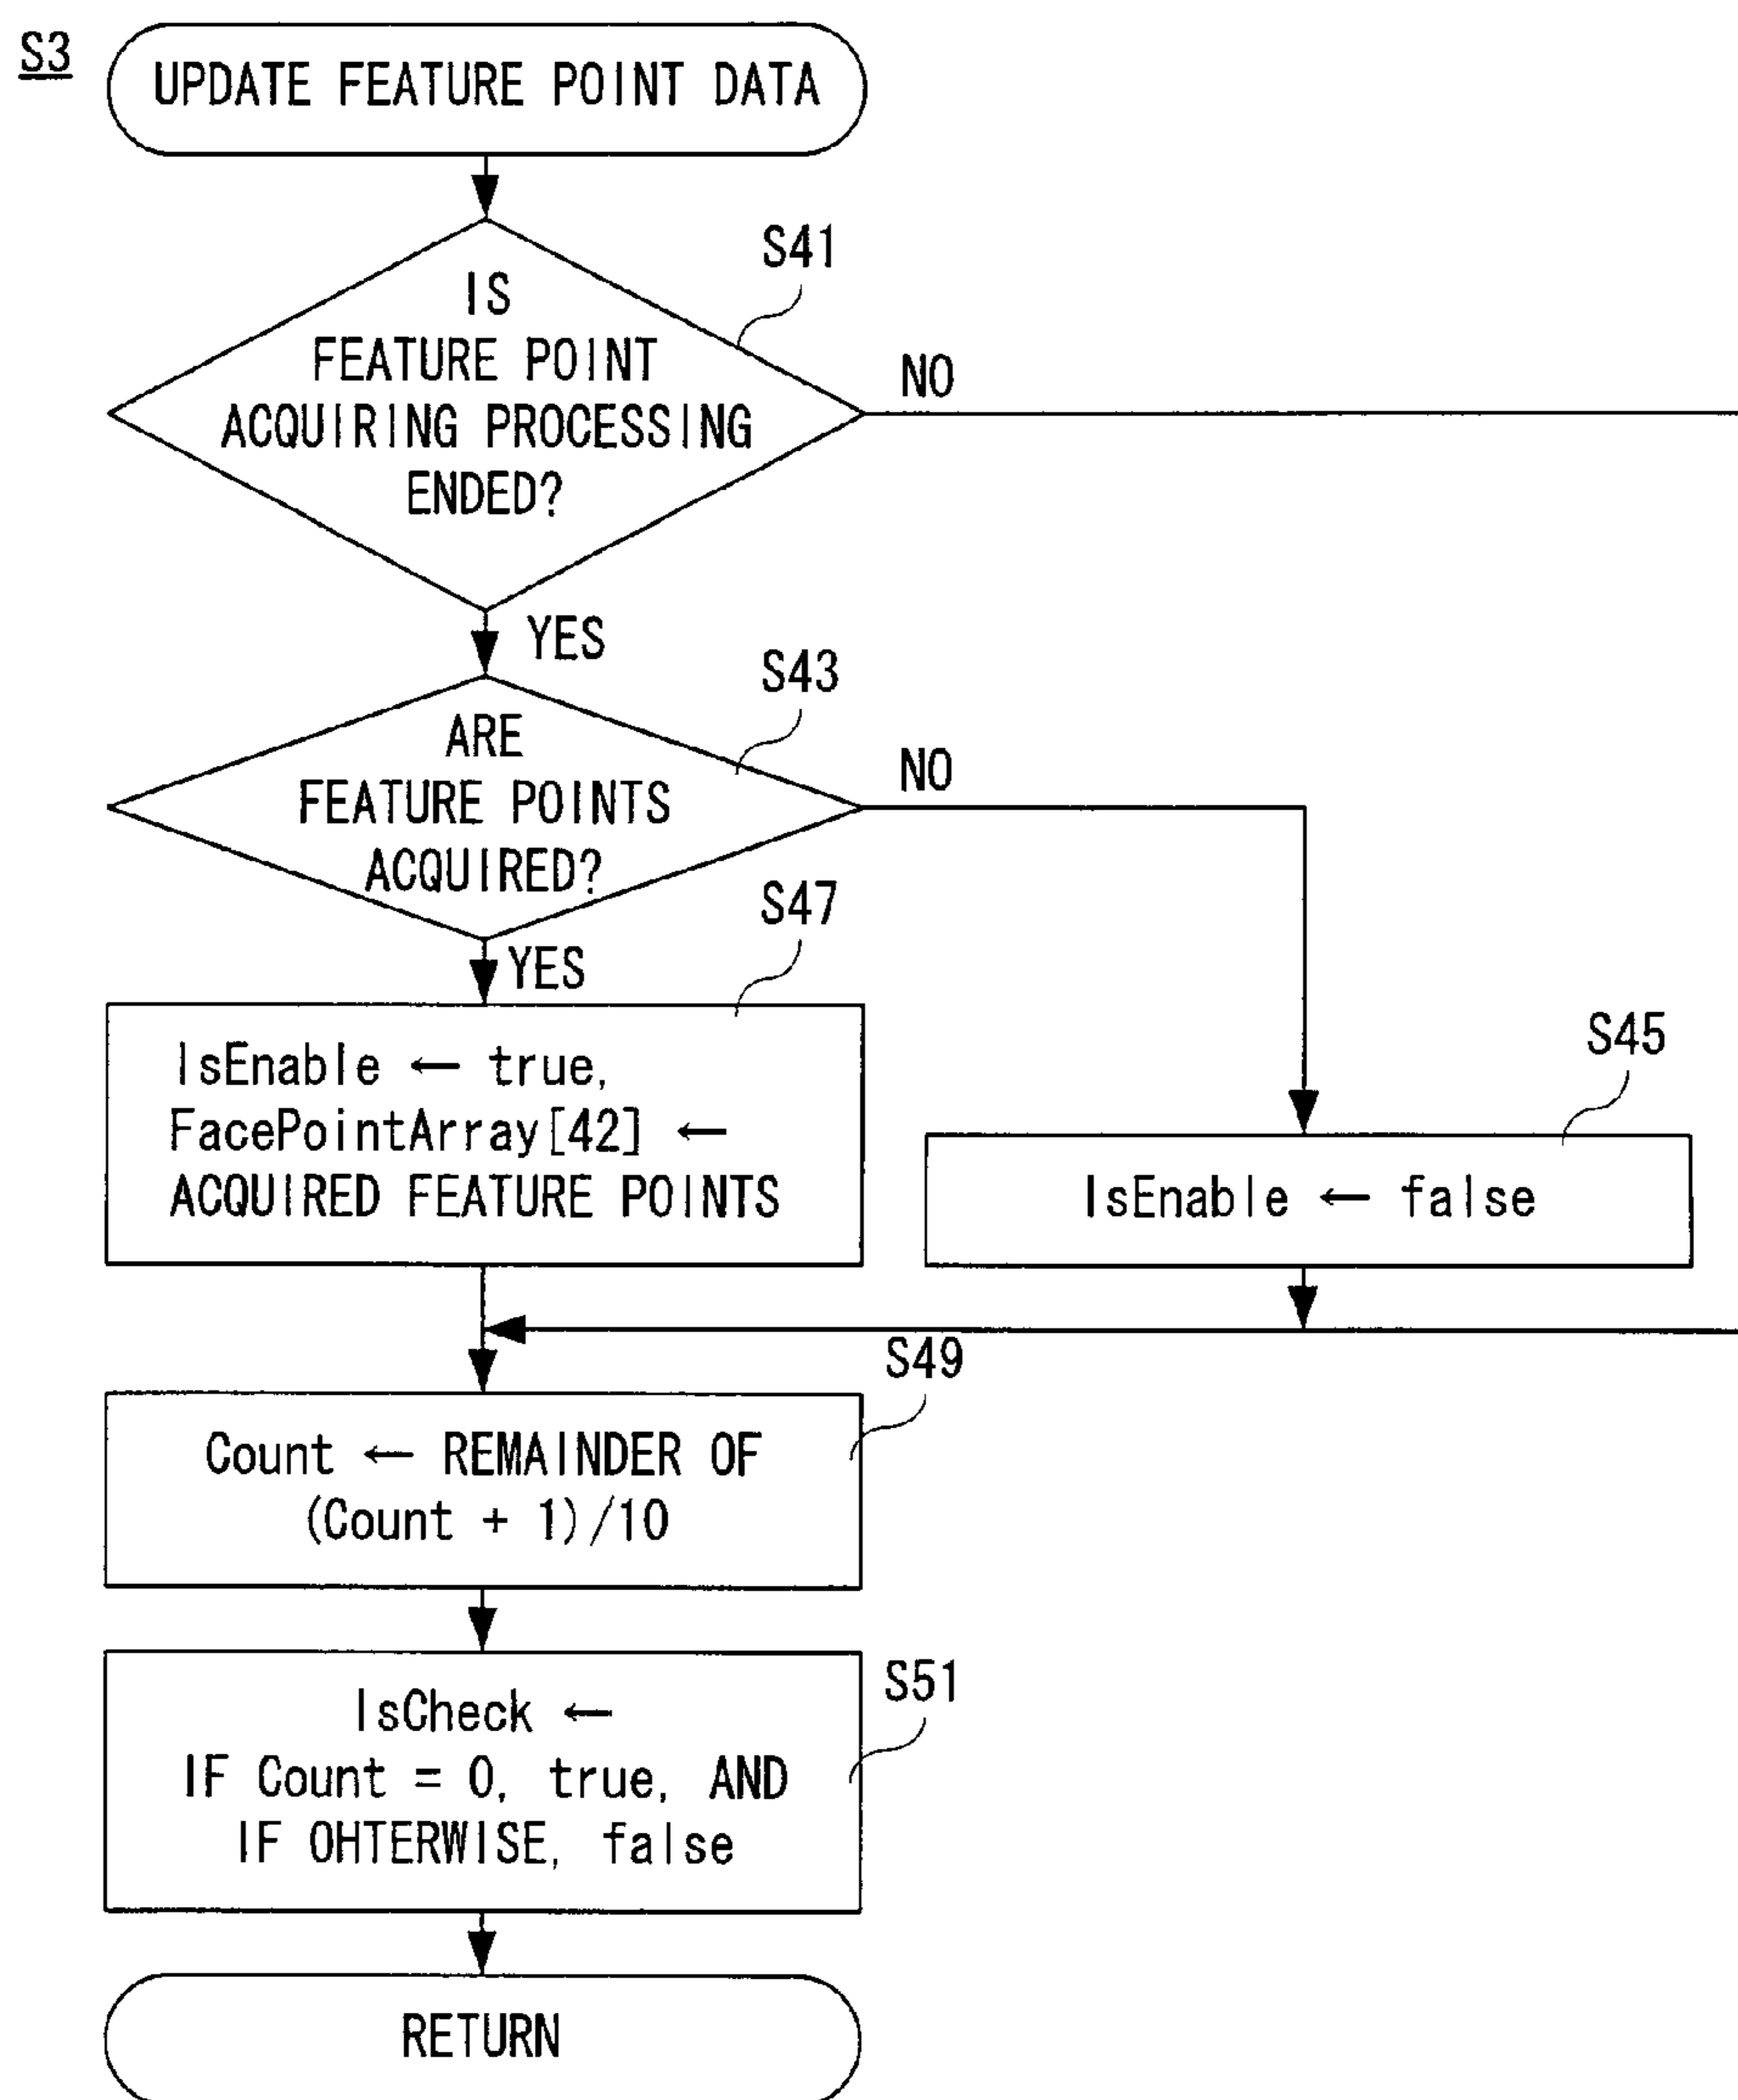 S3
UPDATE FEATURE POINT DATA
S41
IS
FEATURE POINT
ACQUIRING PROCESSING
ENDED?
NO
YES
S43
ARE
FEATURE POINTS
ACQUIRED?
NO
YES
S47
IsEnable ← true,
FacePointArray[42] ←
ACQUIRED FEATURE POINTS
S45
IsEnable ← false
S49
Count ← REMAINDER OF
(Count + 1)/10
S51
IsCheck ←
IF Count = 0, true, AND
IF OHTERWISE, false
RETURN